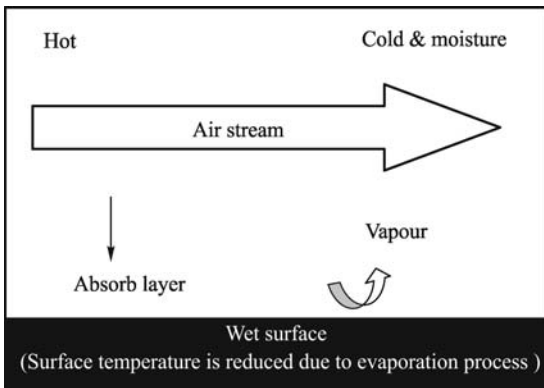 Hot
Cold & moisture
Air stream
Vapour
Absorb layer
Wet surface
(Surface temperature is reduced due to evaporation process )